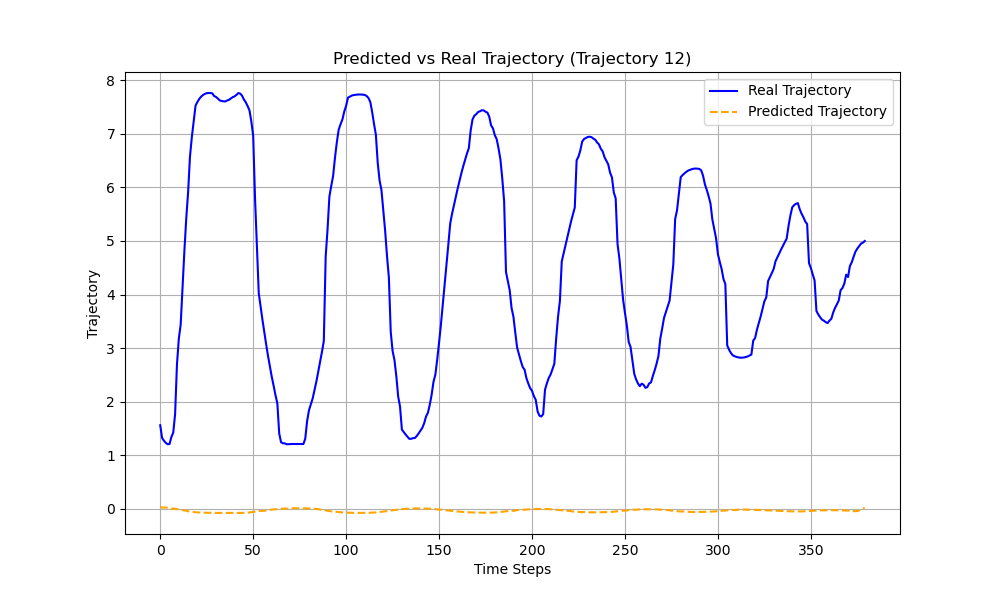 Predicted vs Real Trajectory (Trajectory 12)
Real Trajectory
Predicted Trajectory
Trajectory
8
7
6
5
4
3
2
1
0
0 50 100 150 200 250 300 350
Time Steps